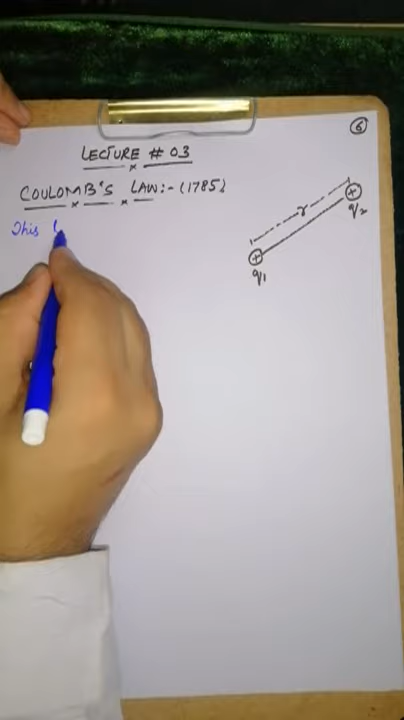 6
LECTURE # 03
COULOMB'S LAW:- (1785)
This
r
+
q2
+
q1